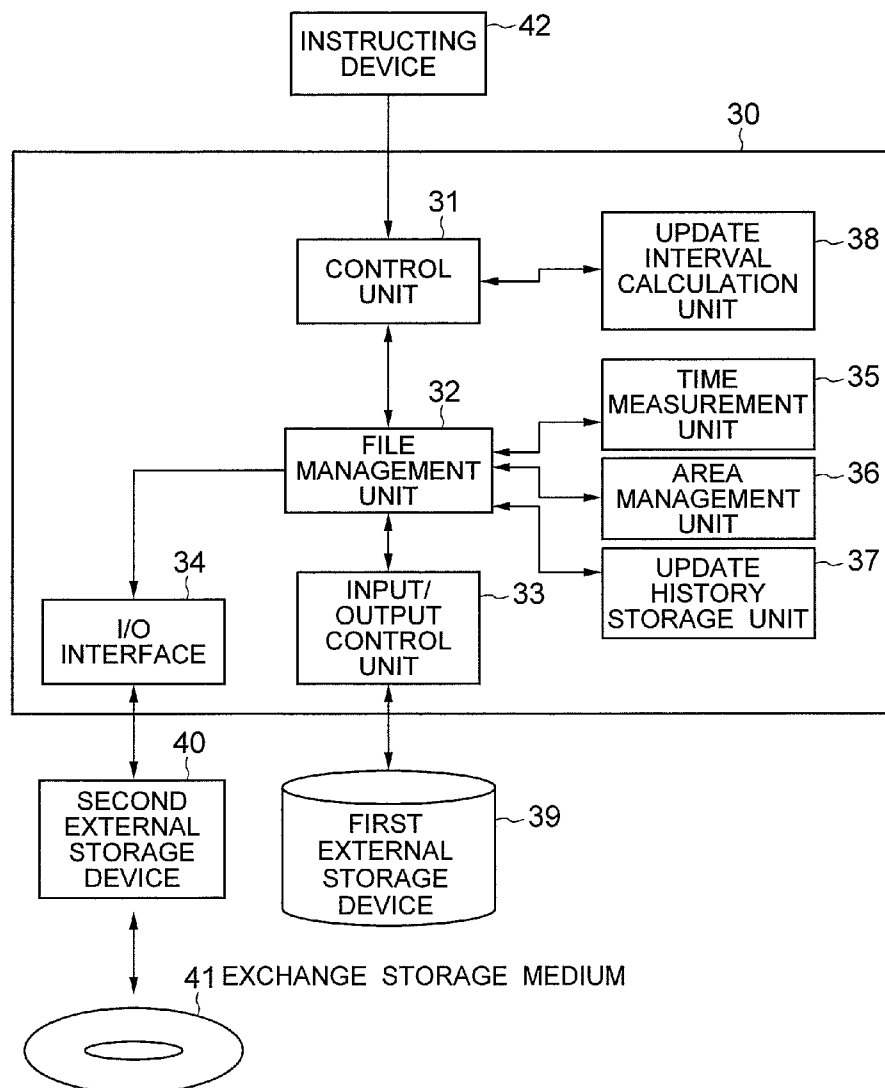 INSTRUCTING
DEVICE
42
30
31
CONTROL
UNIT
UPDATE
INTERVAL
CALCULATION
UNIT
38
32
FILE
MANAGEMENT
UNIT
TIME
MEASUREMENT
UNIT
35
AREA
MANAGEMENT
UNIT
36
UPDATE
HISTORY
STORAGE UNIT
37
34
I/O
INTERFACE
INPUT/
OUTPUT
CONTROL
UNIT
33
40
SECOND
EXTERNAL
STORAGE
DEVICE
FIRST
EXTERNAL
STORAGE
DEVICE
39
41 EXCHANGE STORAGE MEDIUM